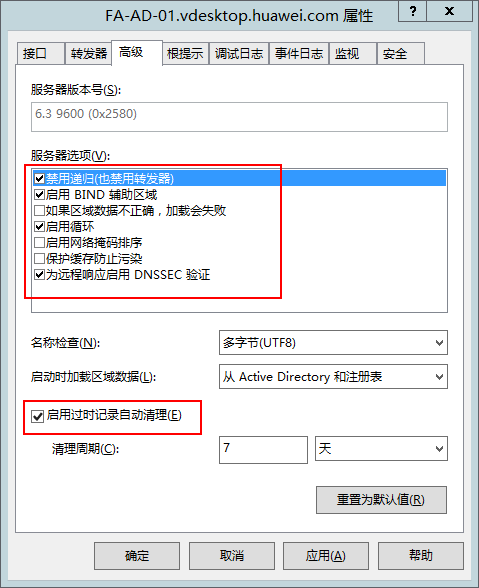 FA-AD-01.vdesktop.huawei.com 属性
? X
接口 转发器 高级 根提示 调试日志 事件日志 监视 安全
服务器版本号(S):
6.3 9600 (0x2580)
服务器选项(V):
禁用递归(也禁用转发器)
启用 BIND 辅助区域
如果区域数据不正确，加载会失败
启用循环
启用网络掩码排序
保护缓存防止污染
为远程响应启用 DNSSEC 验证
名称检查(N): 多字节(UTF8)
启动时加载区域数据(L): 从 Active Directory 和注册表
启用过时记录自动清理(E)
清理周期(C): 7 天
重置为默认值(R)
确定 取消 应用(A) 帮助